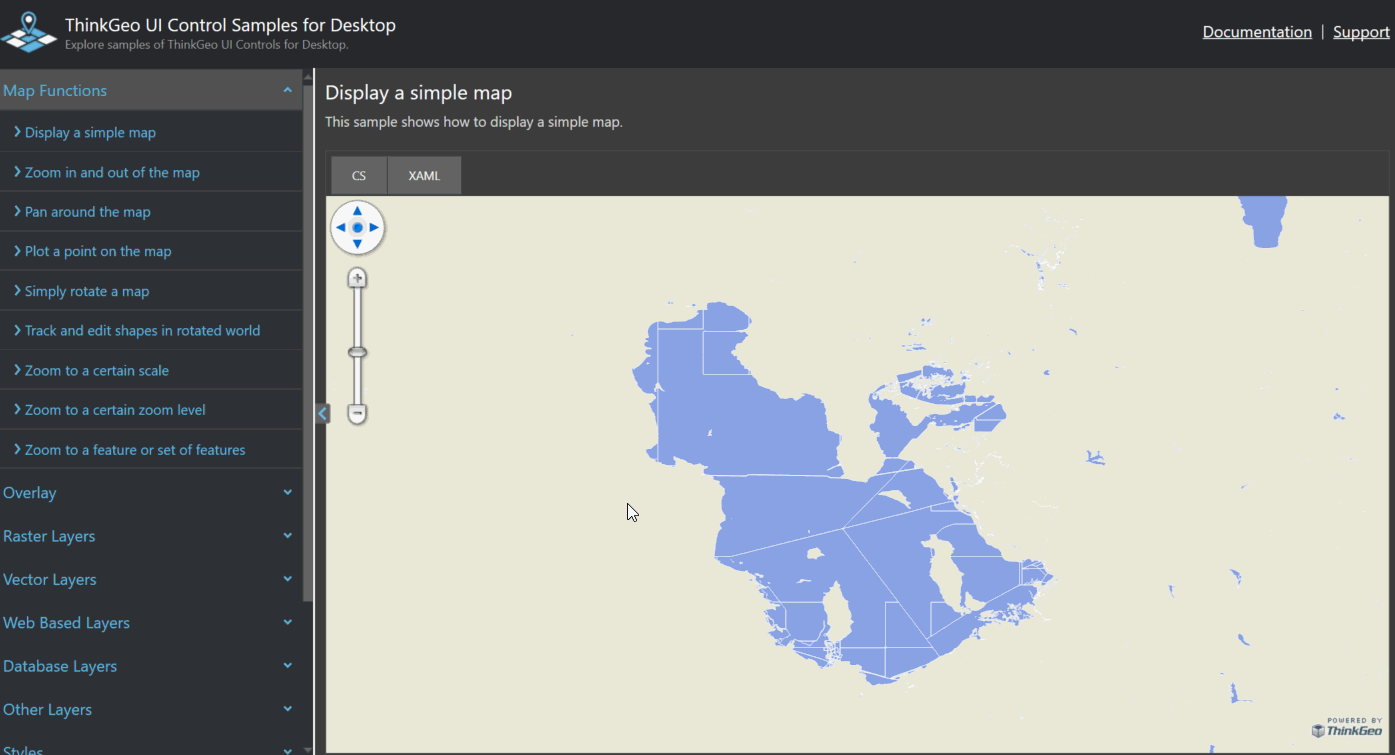 ThinkGeo UI Control Samples for Desktop
Explore samples of ThinkGeo UI Controls for Desktop.
Documentation | Support
Map Functions
Display a simple map
Zoom in and out of the map
Pan around the map
Plot a point on the map
Simply rotate a map
Track and edit shapes in rotated world
Zoom to a certain scale
Zoom to a certain zoom level
Zoom to a feature or set of features
Overlay
Raster Layers
Vector Layers
Web Based Layers
Database Layers
Other Layers
Styles
Display a simple map
This sample shows how to display a simple map.
CS XAML
POWERED BY
ThinkGeo